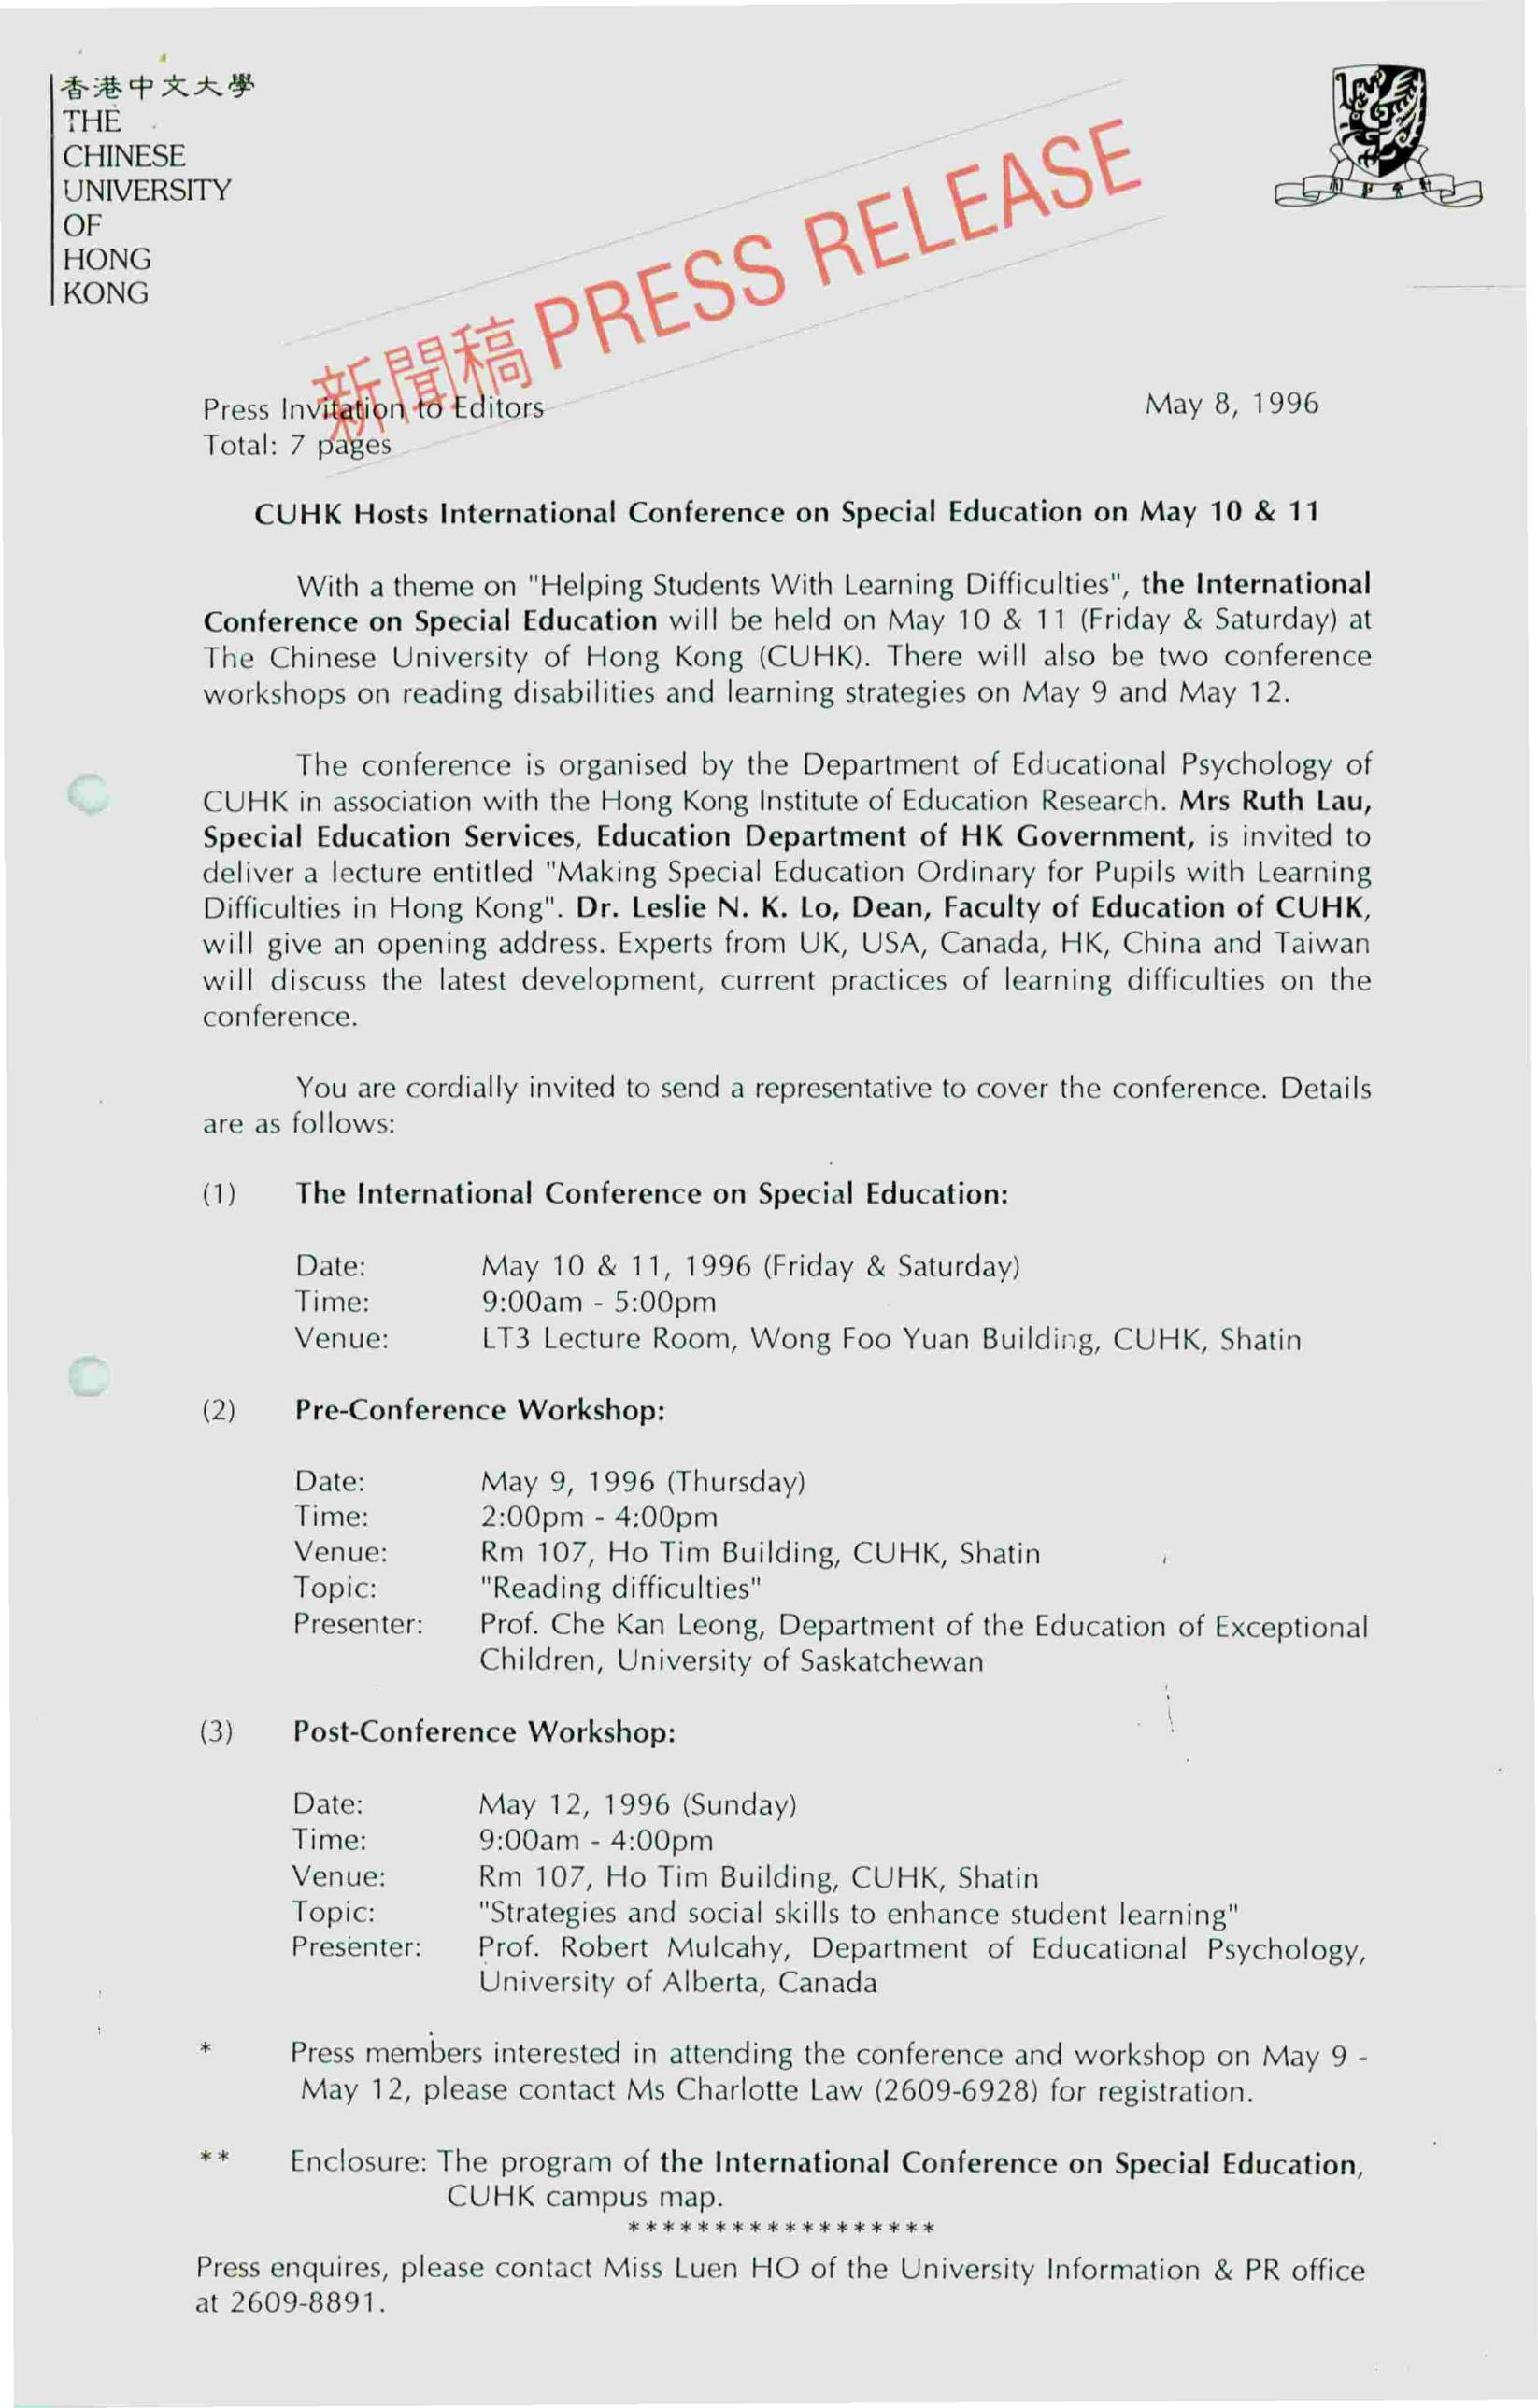 香港中文大學
THE
CHINESE
UNIVERSITY
OF
HONG
KONG
新聞稿 PRESS RELEASE
Press Invitation to Editors
May 8, 1996
Total: 7 pages
CUHK Hosts International Conference on Special Education on May 10 & 11
With a theme on "Helping Students With Learning Difficulties", the International
Conference on Special Education will be held on May 10 & 11 (Friday & Saturday) at
The Chinese University of Hong Kong (CUHK). There will also be two conference
workshops on reading disabilities and learning strategies on May 9 and May 12.
The conference is organised by the Department of Educational Psychology of
CUHK in association with the Hong Kong Institute of Education Research. Mrs Ruth Lau,
Special Education Services, Education Department of HK Government, is invited to
deliver a lecture entitled "Making Special Education Ordinary for Pupils with Learning
Difficulties in Hong Kong". Dr. Leslie N. K. Lo, Dean, Faculty of Education of CUHK,
will give an opening address. Experts from UK, USA, Canada, HK, China and Taiwan
will discuss the latest development, current practices of learning difficulties on the
conference.
You are cordially invited to send a representative to cover the conference. Details
are as follows:
(1) The International Conference on Special Education:
Date: May 10 & 11, 1996 (Friday & Saturday)
Time: 9:00am - 5:00pm
Venue: LT3 Lecture Room, Wong Foo Yuan Building, CUHK, Shatin
(2) Pre-Conference Workshop:
Date: May 9, 1996 (Thursday)
Time: 2:00pm - 4:00pm
Venue: Rm 107, Ho Tim Building, CUHK, Shatin
Topic: "Reading difficulties"
Presenter: Prof. Che Kan Leong, Department of the Education of Exceptional
Children, University of Saskatchewan
(3) Post-Conference Workshop:
Date: May 12, 1996 (Sunday)
Time: 9:00am - 4:00pm
Venue: Rm 107, Ho Tim Building, CUHK, Shatin
Topic: "Strategies and social skills to enhance student learning"
Presenter: Prof. Robert Mulcahy, Department of Educational Psychology,
University of Alberta, Canada
* Press members interested in attending the conference and workshop on May 9 -
May 12, please contact Ms Charlotte Law (2609-6928) for registration.
** Enclosure: The program of the International Conference on Special Education,
CUHK campus map.
******************
Press enquires, please contact Miss Luen HO of the University Information & PR office
at 2609-8891.